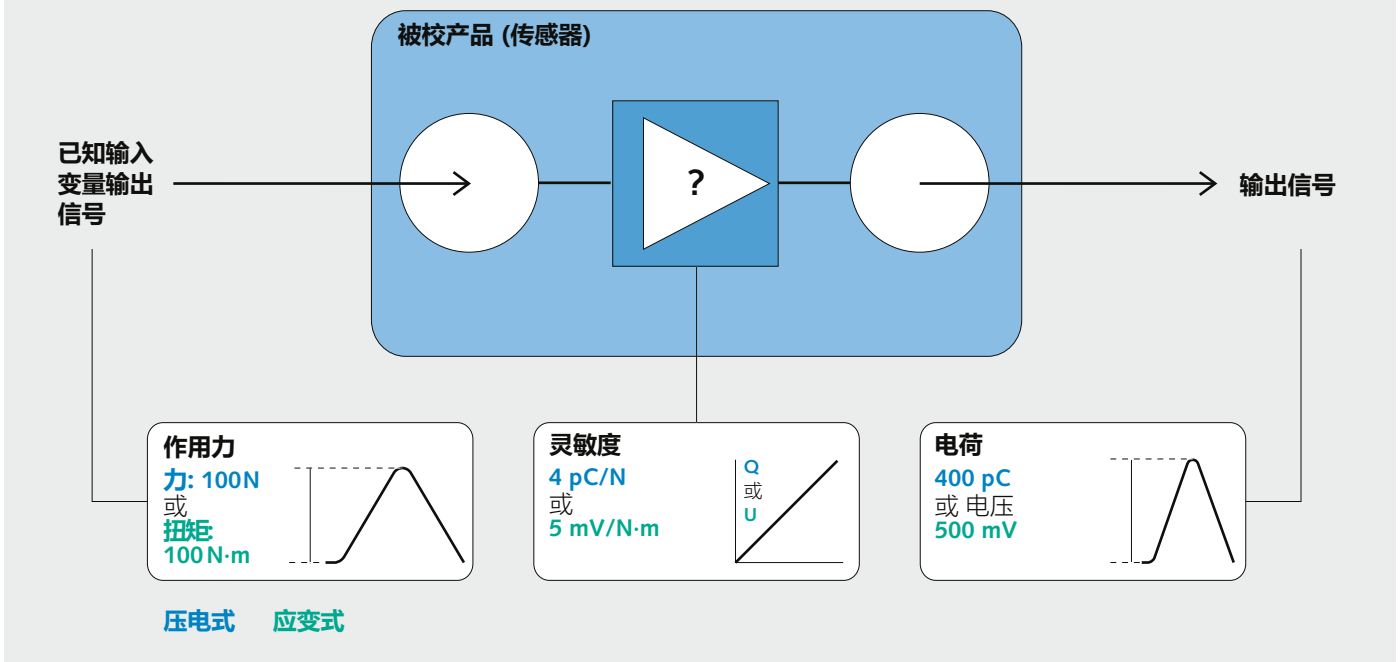 被校产品 (传感器)
已知输入
变量输出
信号
?
输出信号
作用力
力: 100N
或
扭矩:
100 N·m
灵敏度
4 pC/N
或
5 mV/N·m
Q
或
U
电荷
400 pC
或 电压
500 mV
压电式
应变式